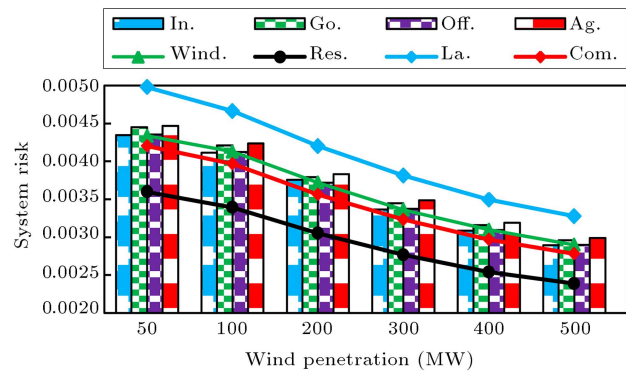 In. Go. Off. Ag.
Wind. Res. La. Com.
0.0050
0.0045
0.0040
0.0035
0.0030
0.0025
0.0020
System risk
50 100 200 300 400 500
Wind penetration (MW)